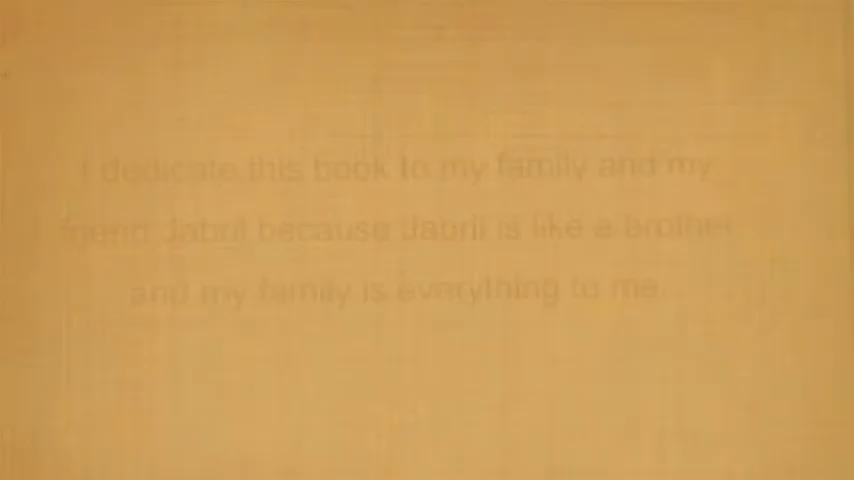 I dedicate this book to my family and my
friend Jabril because Jabril is like a brother
and my family is everything to me.